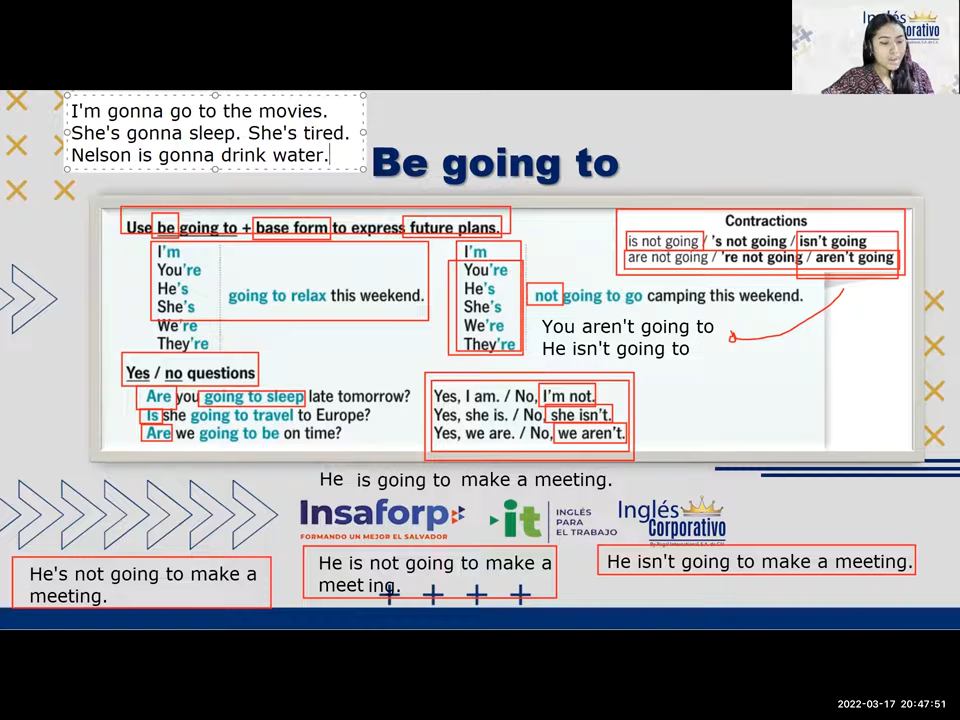 Inglés
Corporativo
I'm gonna go to the movies.
She's gonna sleep. She's tired.
Nelson is gonna drink water.
Be going to
Use be going to + base form to express future plans.
I'm
You're
He's
She's
We're
They're
going to relax this weekend.
I'm
You're
He's
She's
We're
They're
not going to go camping this weekend.
Contractions
is not going / 's not going / isn't going
are not going / 're not going / aren't going
You aren't going to
He isn't going to
Yes / no questions
Are you going to sleep late tomorrow?
Is she going to travel to Europe?
Are we going to be on time?
Yes, I am. / No, I'm not.
Yes, she is. / No, she isn't.
Yes, we are. / No, we aren't.
He is going to make a meeting.
Insaforp
FORMANDO UN MEJOR EL SALVADOR
it
INGLÉS
PARA
EL TRABAJO
Inglés
Corporativo
He's not going to make a
meeting.
He is not going to make a
meet ing.
He isn't going to make a meeting.
2022-03-17 20:47:51